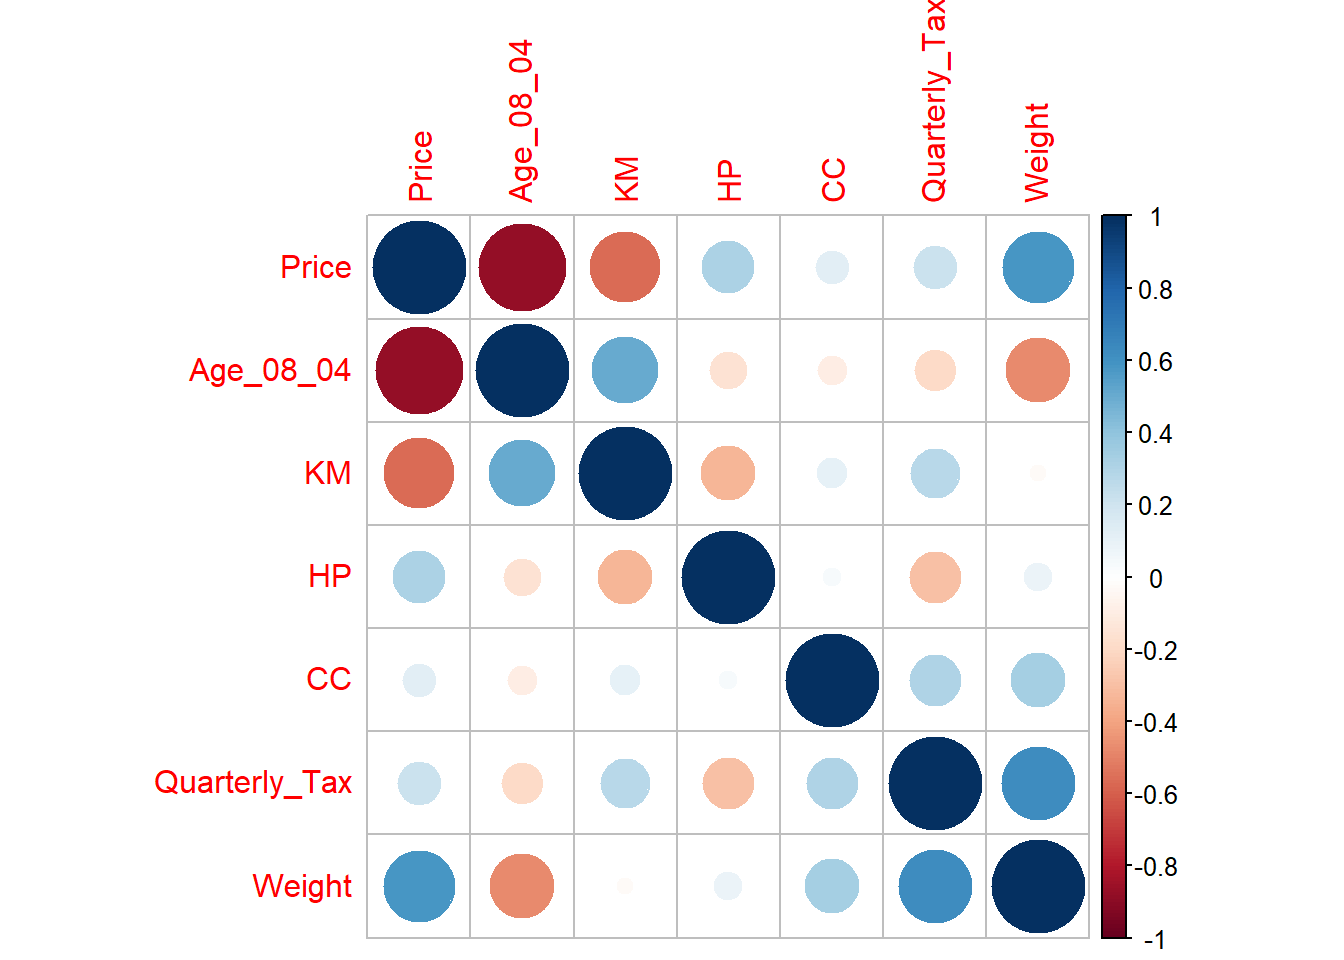 Price
Age_08_04
KM
HP
CC
Quarterly_Tax
Weight
Price
Age_08_04
KM
HP
CC
Quarterly_Tax
Weight
1
0.8
0.6
0.4
0.2
0
-0.2
-0.4
-0.6
-0.8
-1